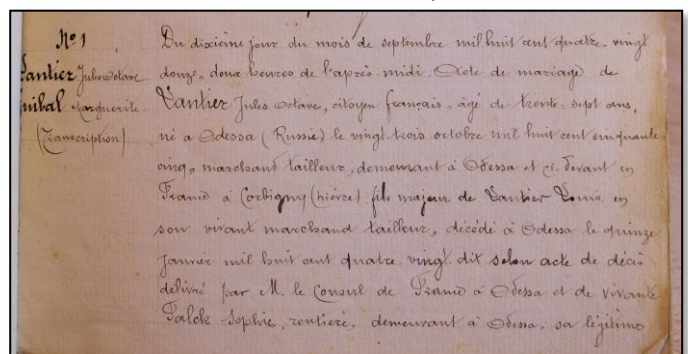 N° 1
Vantier Jules Octave
Marguerite
(Transcription)
Du dixième jour du mois de septembre mil huit cent quatre-vingt
douze, deux heures de l'après-midi. Acte de mariage de
Vantier Jules Octave, citoyen français, âgé de trente-sept ans,
né à Odessa (Russie) le vingt-trois octobre mil huit cent cinquante
cinq, marchand tailleur, demeurant à Odessa et ci-devant en
France à Corbigny (Nièvre) fils majeur de Vantier Louis, en
son vivant marchand tailleur, décédé à Odessa le quinze
Janvier mil huit cent quatre-vingt-dix selon acte de décès
délivré par M. le Consul de France à Odessa et de vivante
Falck Sophie, rentière, demeurant à Odessa, sa légitime